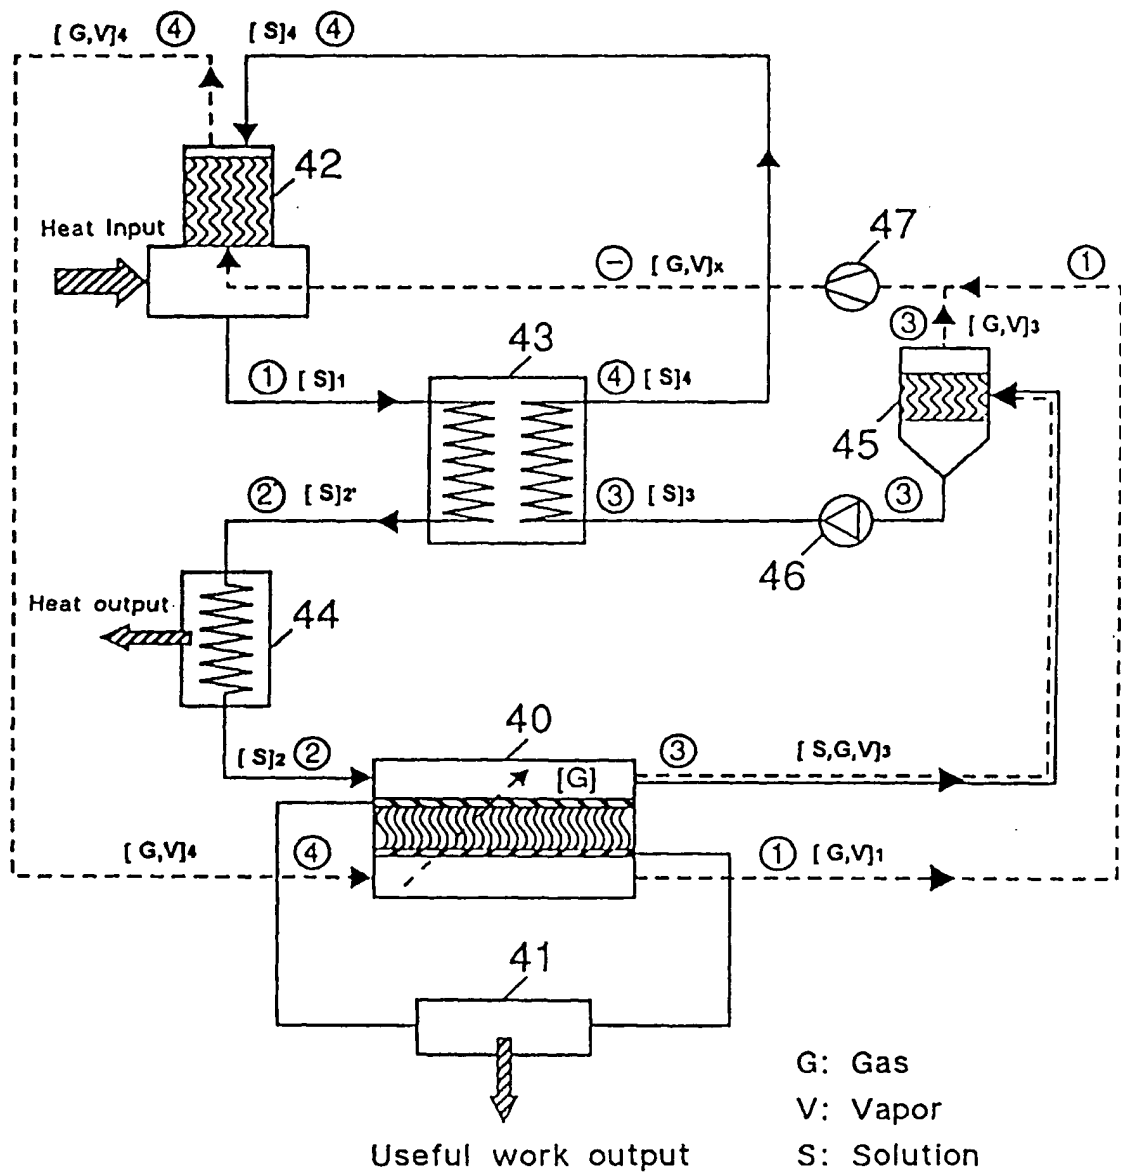 [G,V]4 ④ [S]4 ④
42
Heat Input
47
− [G,V]x ①
③ [G,V]3
43
① [S]1 ④ [S]4
45
②' [S]2' ③ [S]3 ③
46
Heat output
44
40
[S]2 ② [G] ③ [S,G,V]3
[G,V]4 ④ ① [G,V]1
41
G: Gas
V: Vapor
Useful work output S: Solution